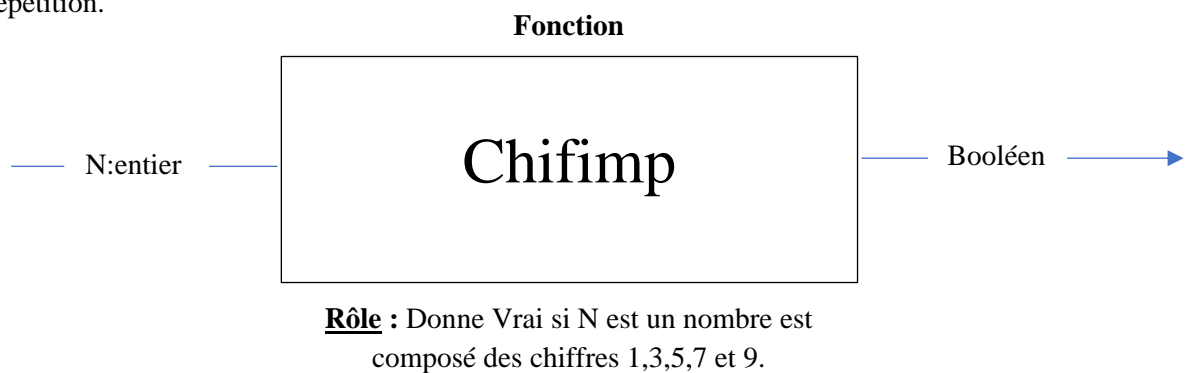 Fonction
N:entier
Chifimp
Booléen
Rôle : Donne Vrai si N est un nombre est
composé des chiffres 1,3,5,7 et 9.